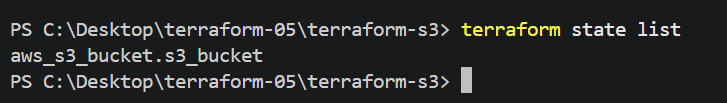 PS C:\Desktop\terraform-05\terraform-s3> terraform state list
aws_s3_bucket.s3_bucket
PS C:\Desktop\terraform-05\terraform-s3>